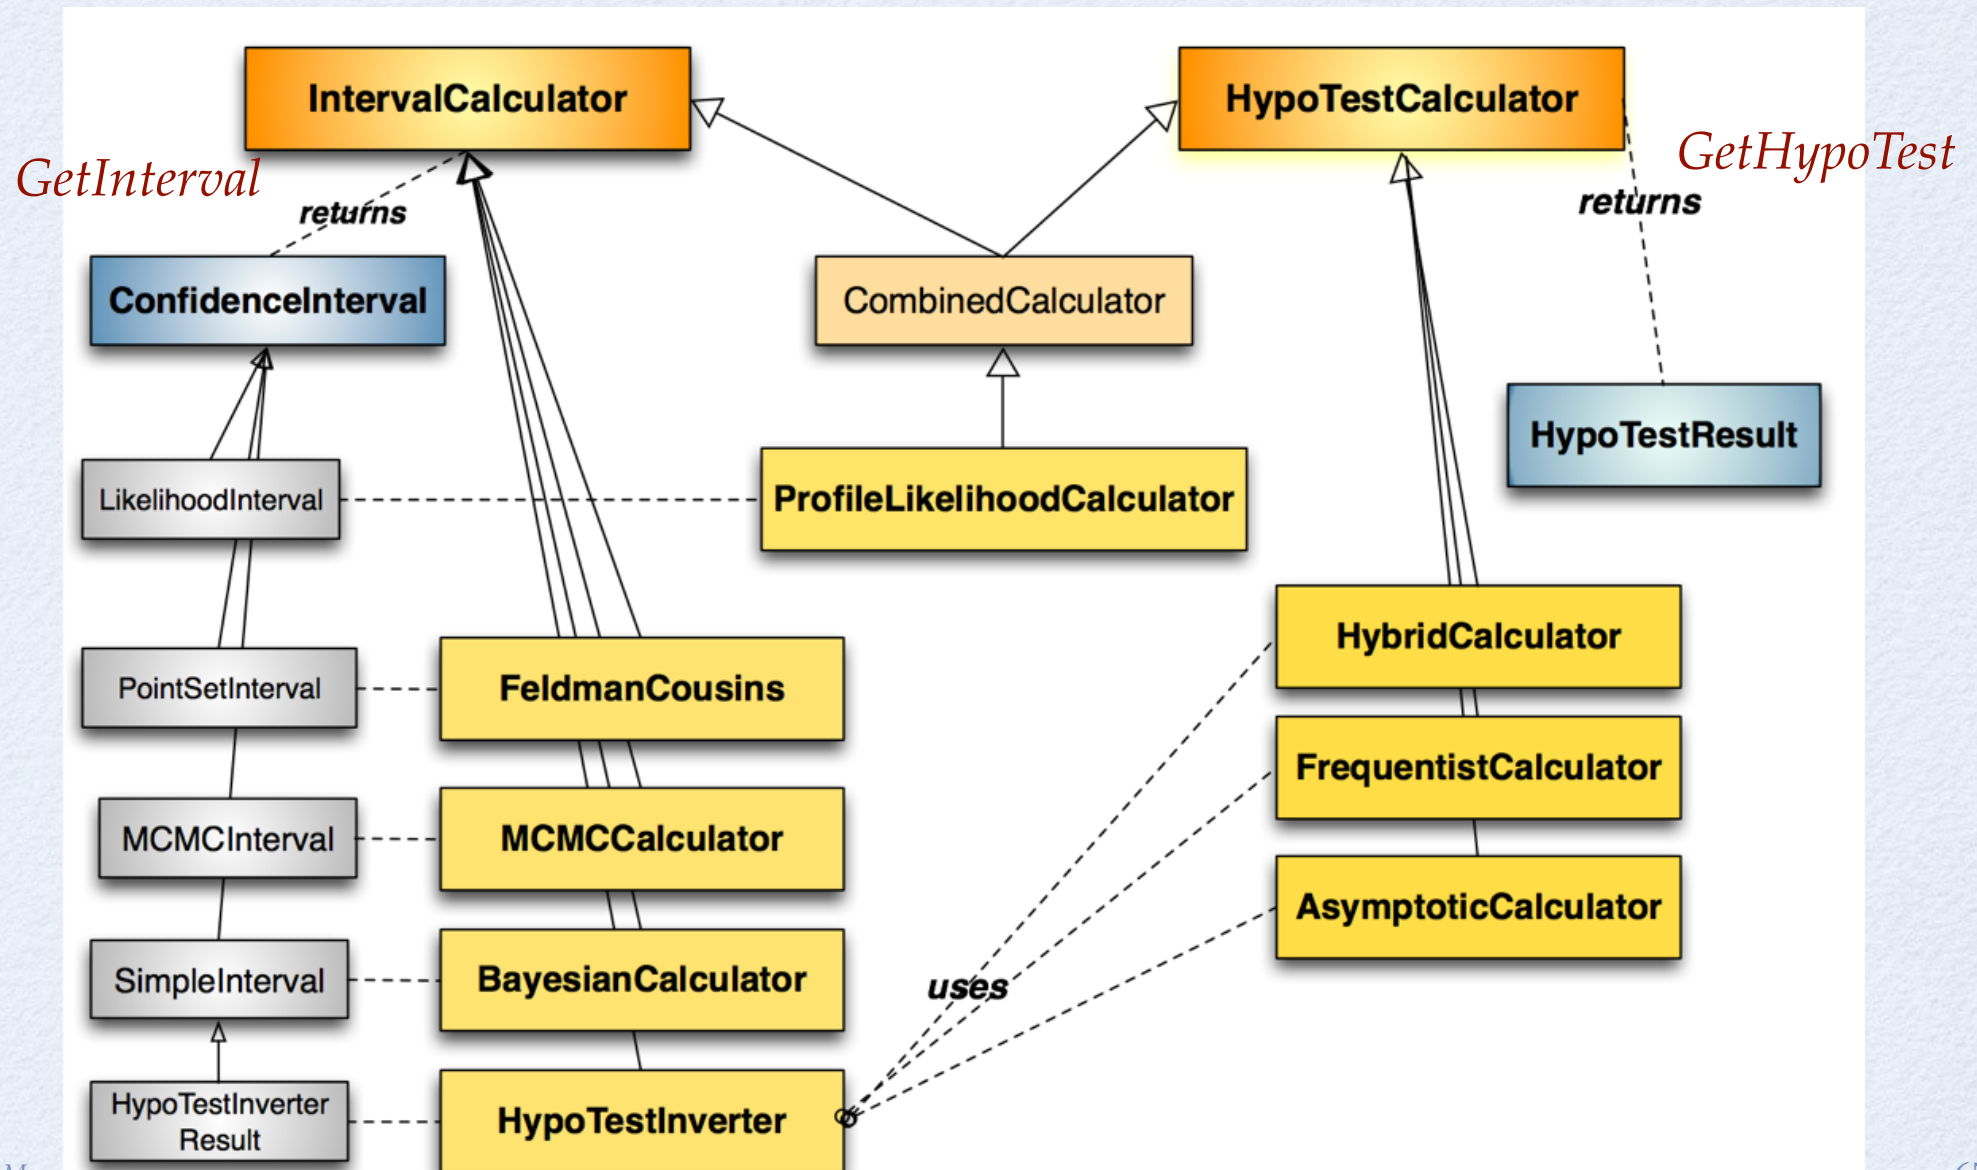 IntervalCalculator
HypoTestCalculator
GetInterval
GetHypoTest
returns
returns
ConfidenceInterval
CombinedCalculator
HypoTestResult
LikelihoodInterval
ProfileLikelihoodCalculator
HybridCalculator
PointSetInterval
FeldmanCousins
FrequentistCalculator
MCMCInterval
MCMCCalculator
AsymptoticCalculator
SimpleInterval
BayesianCalculator
uses
HypoTestInverter
Result
HypoTestInverter